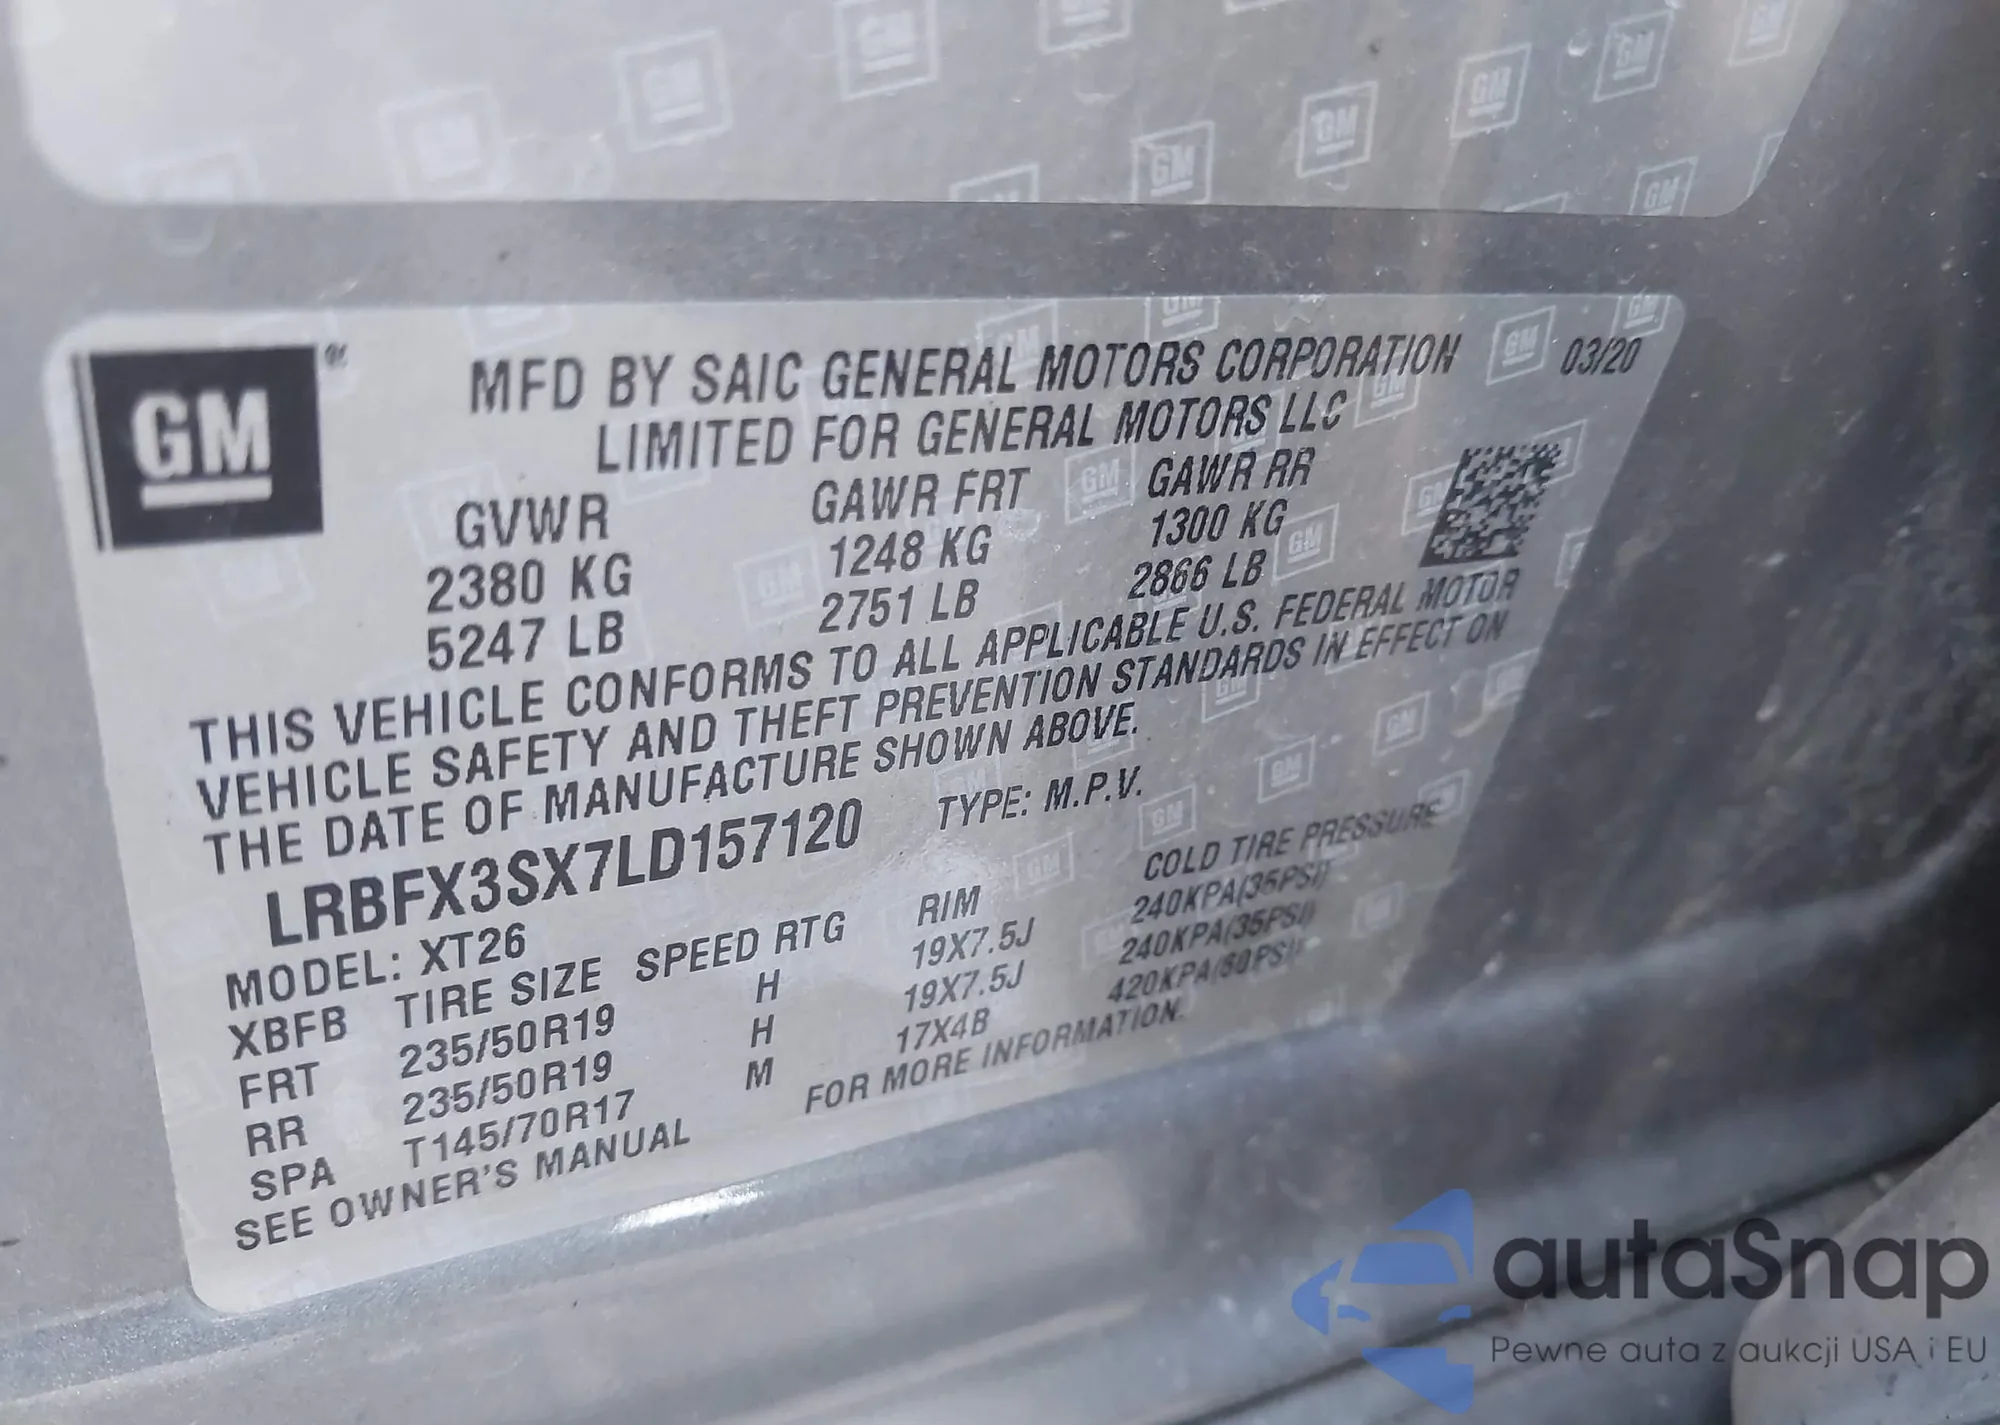 GM
MFD BY SAIC GENERAL MOTORS CORPORATION 03/20
LIMITED FOR GENERAL MOTORS LLC
GVWR GAWR FRT GAWR RR
2380 KG 1248 KG 1300 KG
5247 LB 2751 LB 2866 LB
THIS VEHICLE CONFORMS TO ALL APPLICABLE U.S. FEDERAL MOTOR
VEHICLE SAFETY AND THEFT PREVENTION STANDARDS IN EFFECT ON
THE DATE OF MANUFACTURE SHOWN ABOVE.
LRBFX3SX7LD157120 TYPE: M.P.V.
MODEL: XT26
XBFB TIRE SIZE SPEED RTG RIM COLD TIRE PRESSURE
FRT 235/50R19 H 19X7.5J 240KPA(35PSI)
RR 235/50R19 H 19X7.5J 240KPA(35PSI)
SPA T145/70R17 M 17X4B 420KPA(60PSI)
SEE OWNER'S MANUAL FOR MORE INFORMATION.
autaSnap
Pewne auta z aukcji USA i EU